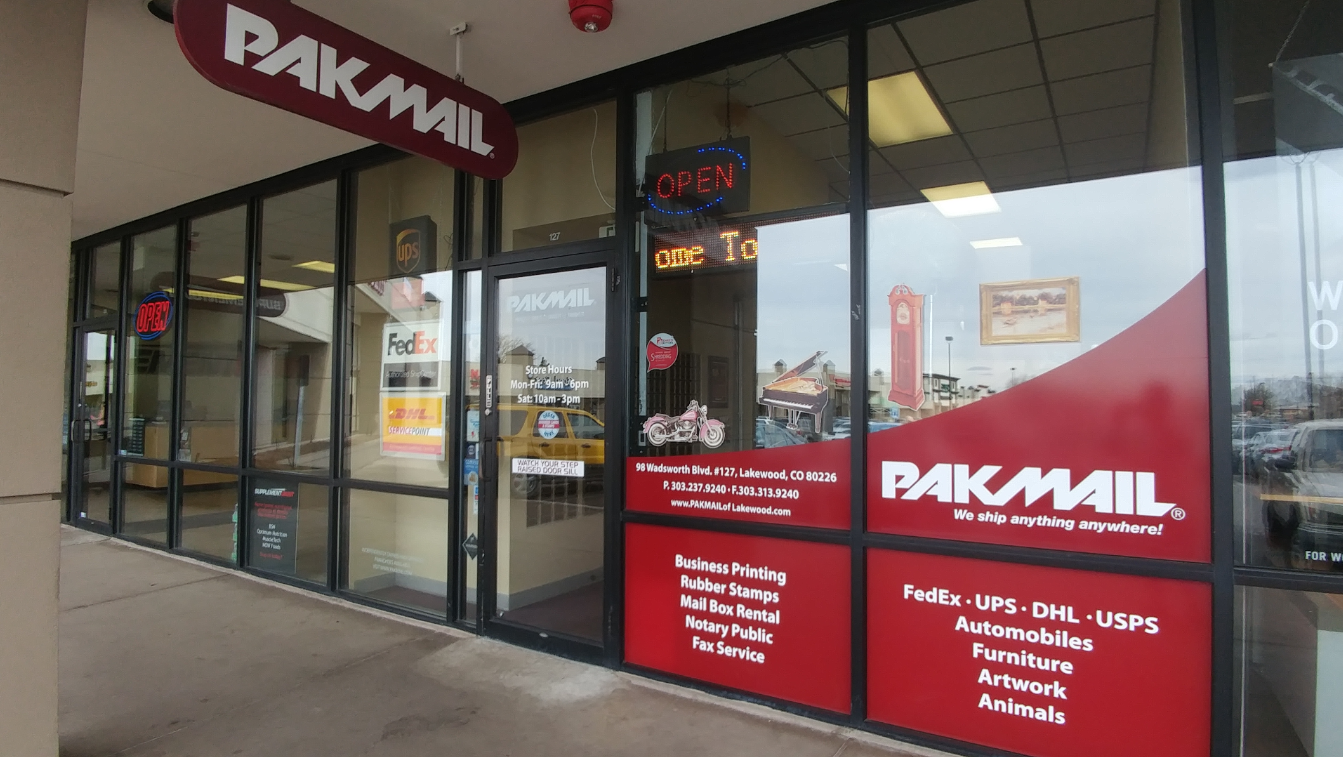 PAKMAIL
OPEN
ome To
127
ups
OPEN
FedEx
DHL
SERVICEPOINT
PAKMAIL
Store Hours
Mon-Fri: 9am - 6pm
Sat: 10am - 3pm
WATCH YOUR STEP
RAISED DOOR SILL
98 Wadsworth Blvd. #127, Lakewood, CO 80226
P. 303.237.9240 · F.303.313.9240
www.PAKMAILof Lakewood.com
PAKMAIL®
We ship anything anywhere!
Business Printing
Rubber Stamps
Mail Box Rental
Notary Public
Fax Service
FedEx · UPS · DHL · USPS
Automobiles
Furniture
Artwork
Animals